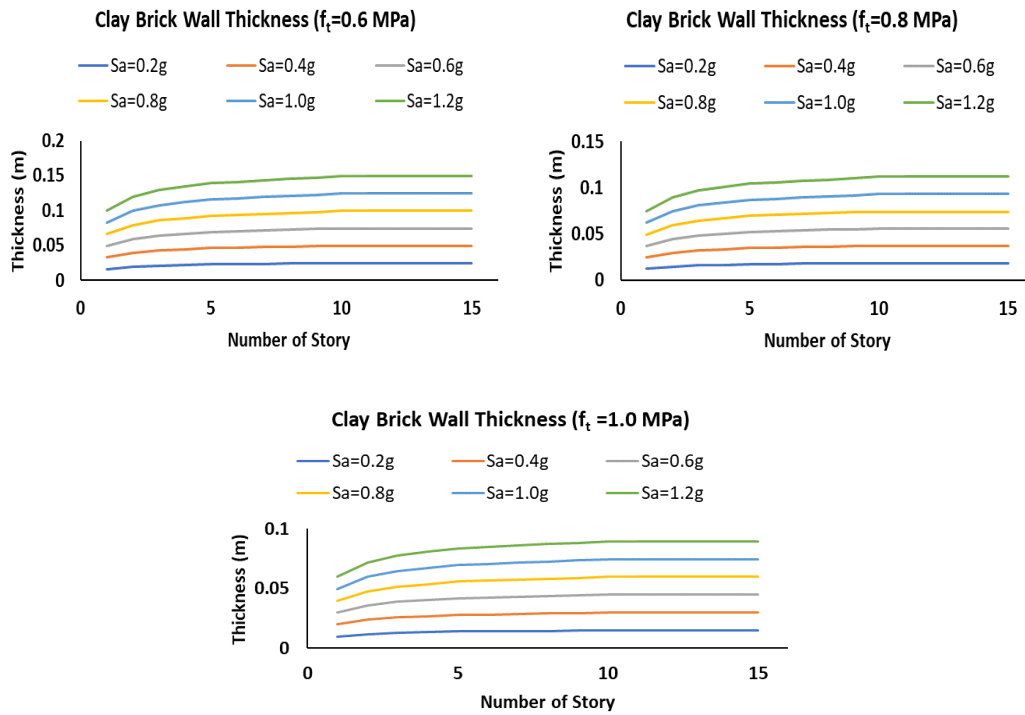 Clay Brick Wall Thickness (fₜ=0.6 MPa)
Sa=0.2g Sa=0.4g Sa=0.6g
Sa=0.8g Sa=1.0g Sa=1.2g
0.2
0.15
0.1
0.05
0
Thickness (m)
0 5 10 15
Number of Story
Clay Brick Wall Thickness (fₜ=0.8 MPa)
Sa=0.2g Sa=0.4g Sa=0.6g
Sa=0.8g Sa=1.0g Sa=1.2g
0.15
0.1
0.05
0
Thickness (m)
0 5 10 15
Number of Story
Clay Brick Wall Thickness (fₜ =1.0 MPa)
Sa=0.2g Sa=0.4g Sa=0.6g
Sa=0.8g Sa=1.0g Sa=1.2g
0.1
0.05
0
Thickness (m)
0 5 10 15
Number of Story